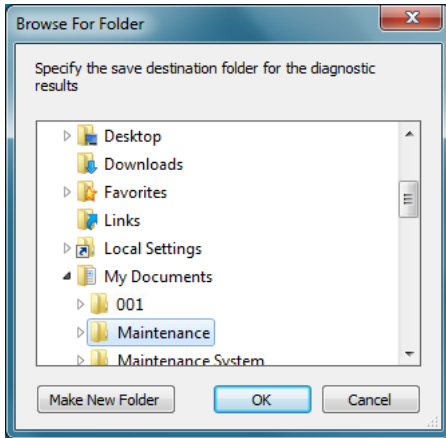 Browse For Folder
Specify the save destination folder for the diagnostic
results
Desktop
Downloads
Favorites
Links
Local Settings
My Documents
001
Maintenance
Maintenance System
Make New Folder
OK
Cancel